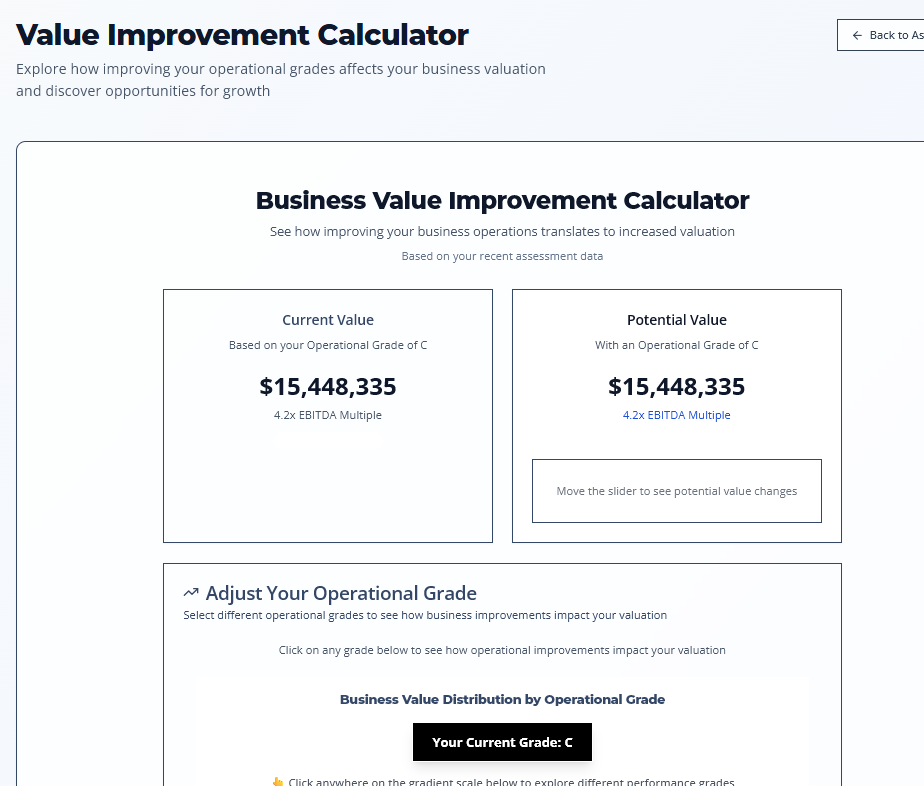 Value Improvement Calculator
← Back to As
Explore how improving your operational grades affects your business valuation
and discover opportunities for growth
Business Value Improvement Calculator
See how improving your business operations translates to increased valuation
Based on your recent assessment data
Current Value
Based on your Operational Grade of C
$15,448,335
4.2x EBITDA Multiple
Potential Value
With an Operational Grade of C
$15,448,335
4.2x EBITDA Multiple
Move the slider to see potential value changes
Adjust Your Operational Grade
Select different operational grades to see how business improvements impact your valuation
Click on any grade below to see how operational improvements impact your valuation
Business Value Distribution by Operational Grade
Your Current Grade: C
👆 Click anywhere on the gradient scale below to explore different performance grades